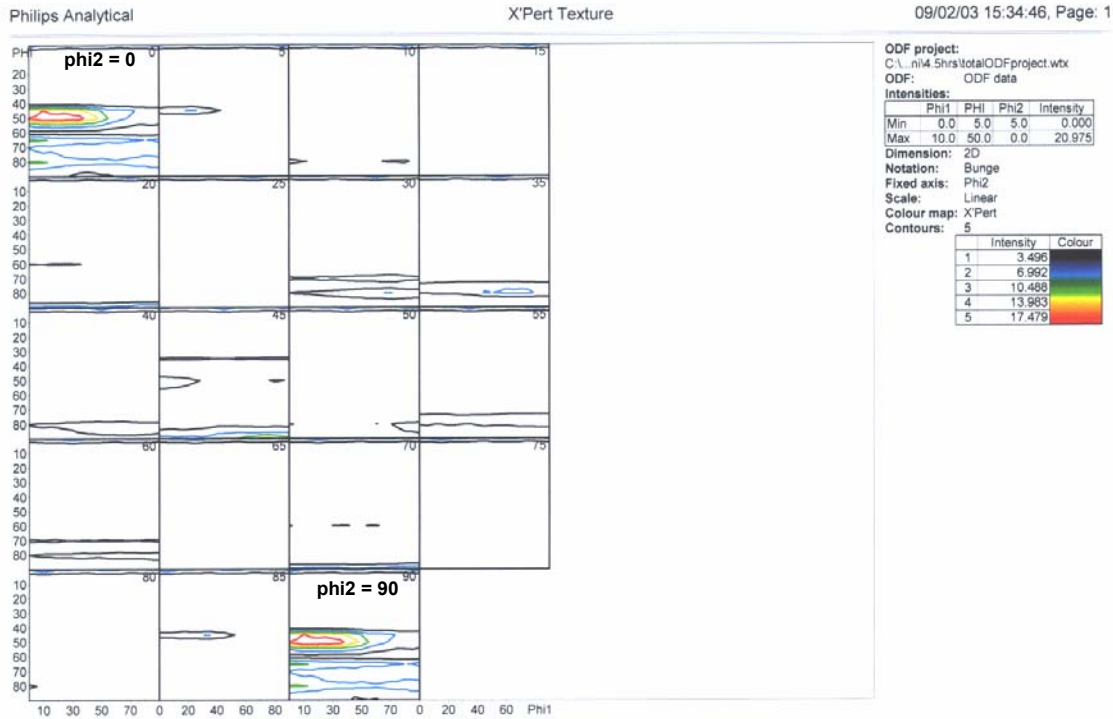 Philips Analytical X'Pert Texture 09/02/03 15:34:46, Page: 1
phi2 = 0
0 5 10 15
20
30
40
50
60
70
80
20 25 30 35
10
20
30
40
50
60
70
80
40 45 50 55
10
20
30
40
50
60
70
80
60 65 70 75
10
20
30
40
50
60
70
80
80 85 90
phi2 = 90
10
20
30
40
50
60
70
80
10 30 50 70 0 20 40 60 80 10 30 50 70 0 20 40 60 Phi1
ODF project:
C:\...ni\4.5hrs\totalODFproject.wtx
ODF: ODF data
Intensities:
Phi1 PHI Phi2 Intensity
Min 0.0 5.0 5.0 0.000
Max 10.0 50.0 0.0 20.975
Dimension: 2D
Notation: Bunge
Fixed axis: Phi2
Scale: Linear
Colour map: X'Pert
Contours: 5
Intensity Colour
1 3.496
2 6.992
3 10.488
4 13.983
5 17.479